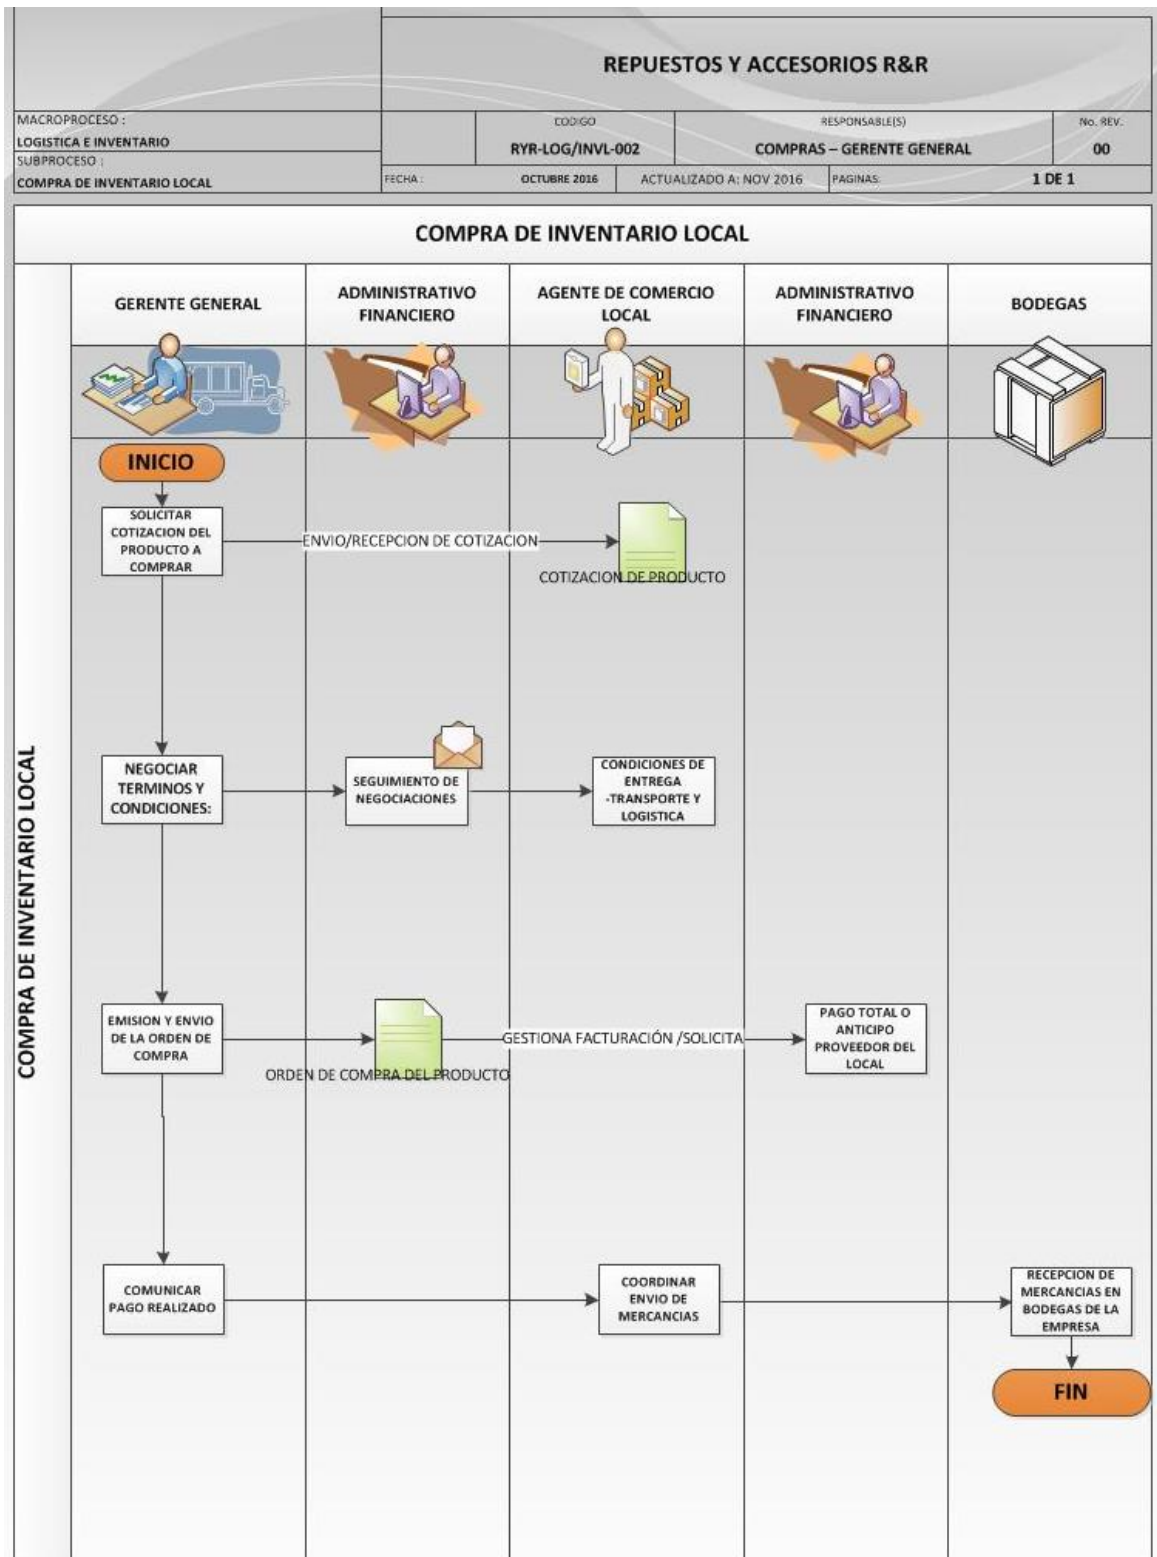 REPUESTOS Y ACCESORIOS R&R
MACROPROCESO :
LOGISTICA E INVENTARIO
SUBPROCESO :
COMPRA DE INVENTARIO LOCAL
CODIGO
RYR-LOG/INVL-002
RESPONSABLE(S)
COMPRAS – GERENTE GENERAL
No. REV.
00
FECHA :
OCTUBRE 2016
ACTUALIZADO A: NOV 2016
PAGINAS:
1 DE 1
COMPRA DE INVENTARIO LOCAL
COMPRA DE INVENTARIO LOCAL
GERENTE GENERAL
ADMINISTRATIVO
FINANCIERO
AGENTE DE COMERCIO
LOCAL
ADMINISTRATIVO
FINANCIERO
BODEGAS
INICIO
SOLICITAR
COTIZACION DEL
PRODUCTO A
COMPRAR
ENVIO/RECEPCION DE COTIZACION
COTIZACION DE PRODUCTO
NEGOCIAR
TERMINOS Y
CONDICIONES:
SEGUIMIENTO DE
NEGOCIACIONES
CONDICIONES DE
ENTREGA
-TRANSPORTE Y
LOGISTICA
EMISION Y ENVIO
DE LA ORDEN DE
COMPRA
ORDEN DE COMPRA DEL PRODUCTO
GESTIONA FACTURACIÓN /SOLICITA
PAGO TOTAL O
ANTICIPO
PROVEEDOR DEL
LOCAL
COMUNICAR
PAGO REALIZADO
COORDINAR
ENVIO DE
MERCANCIAS
RECEPCION DE
MERCANCIAS EN
BODEGAS DE LA
EMPRESA
FIN